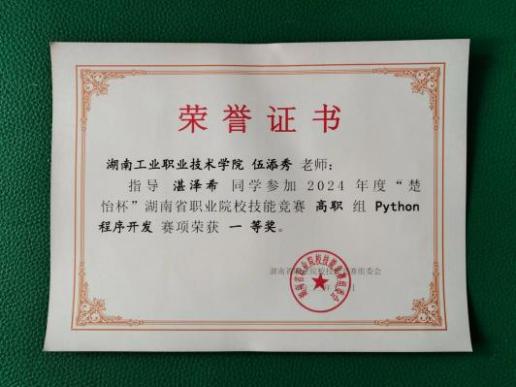 荣誉证书
湖南工业职业技术学院 伍添秀 老师:
指导 湛泽希 同学参加 2024 年度“楚
怡杯”湖南省职业院校技能竞赛 高职 组 Python
程序开发 赛项荣获 一 等奖。